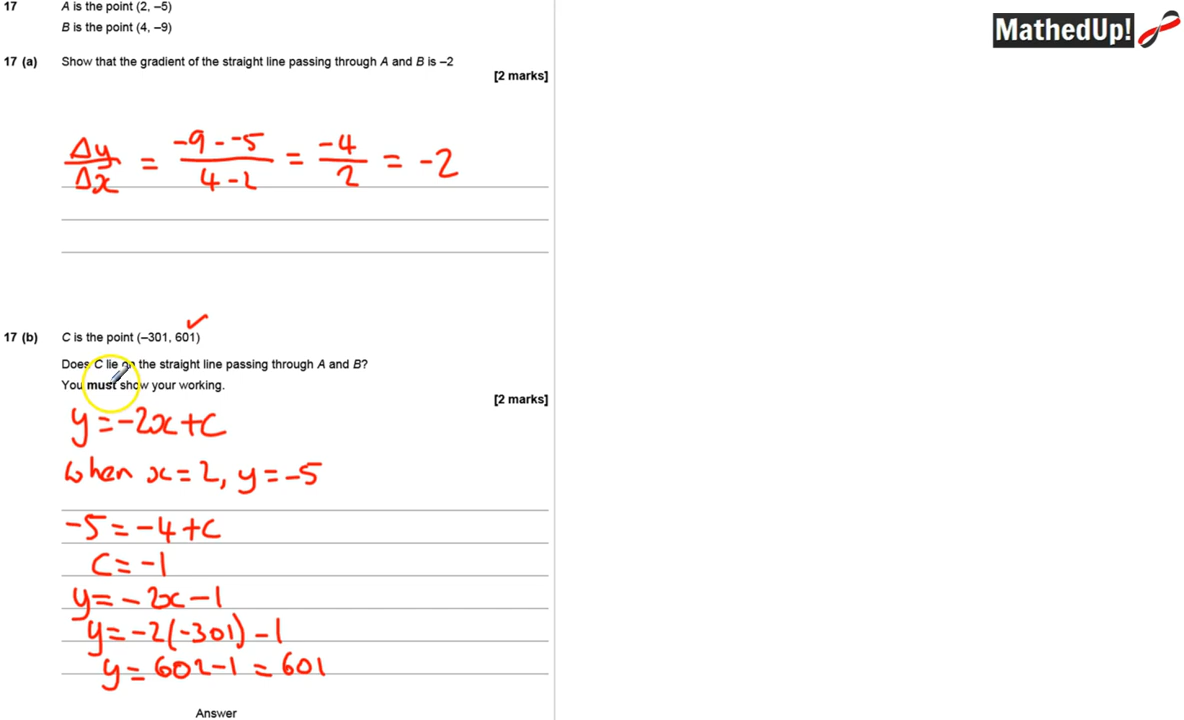 17 A is the point (2, –5)
B is the point (4, –9)
MathedUp!
17 (a) Show that the gradient of the straight line passing through A and B is –2
[2 marks]
Δy/Δx = (-9 - -5)/(4 - 2) = -4/2 = -2
17 (b) C is the point (–301, 601) ✓
Does C lie on the straight line passing through A and B?
You must show your working.
[2 marks]
y = -2x + c
When x = 2, y = -5
-5 = -4 + c
c = -1
y = -2x - 1
y = -2(-301) - 1
y = 602 - 1 = 601
Answer